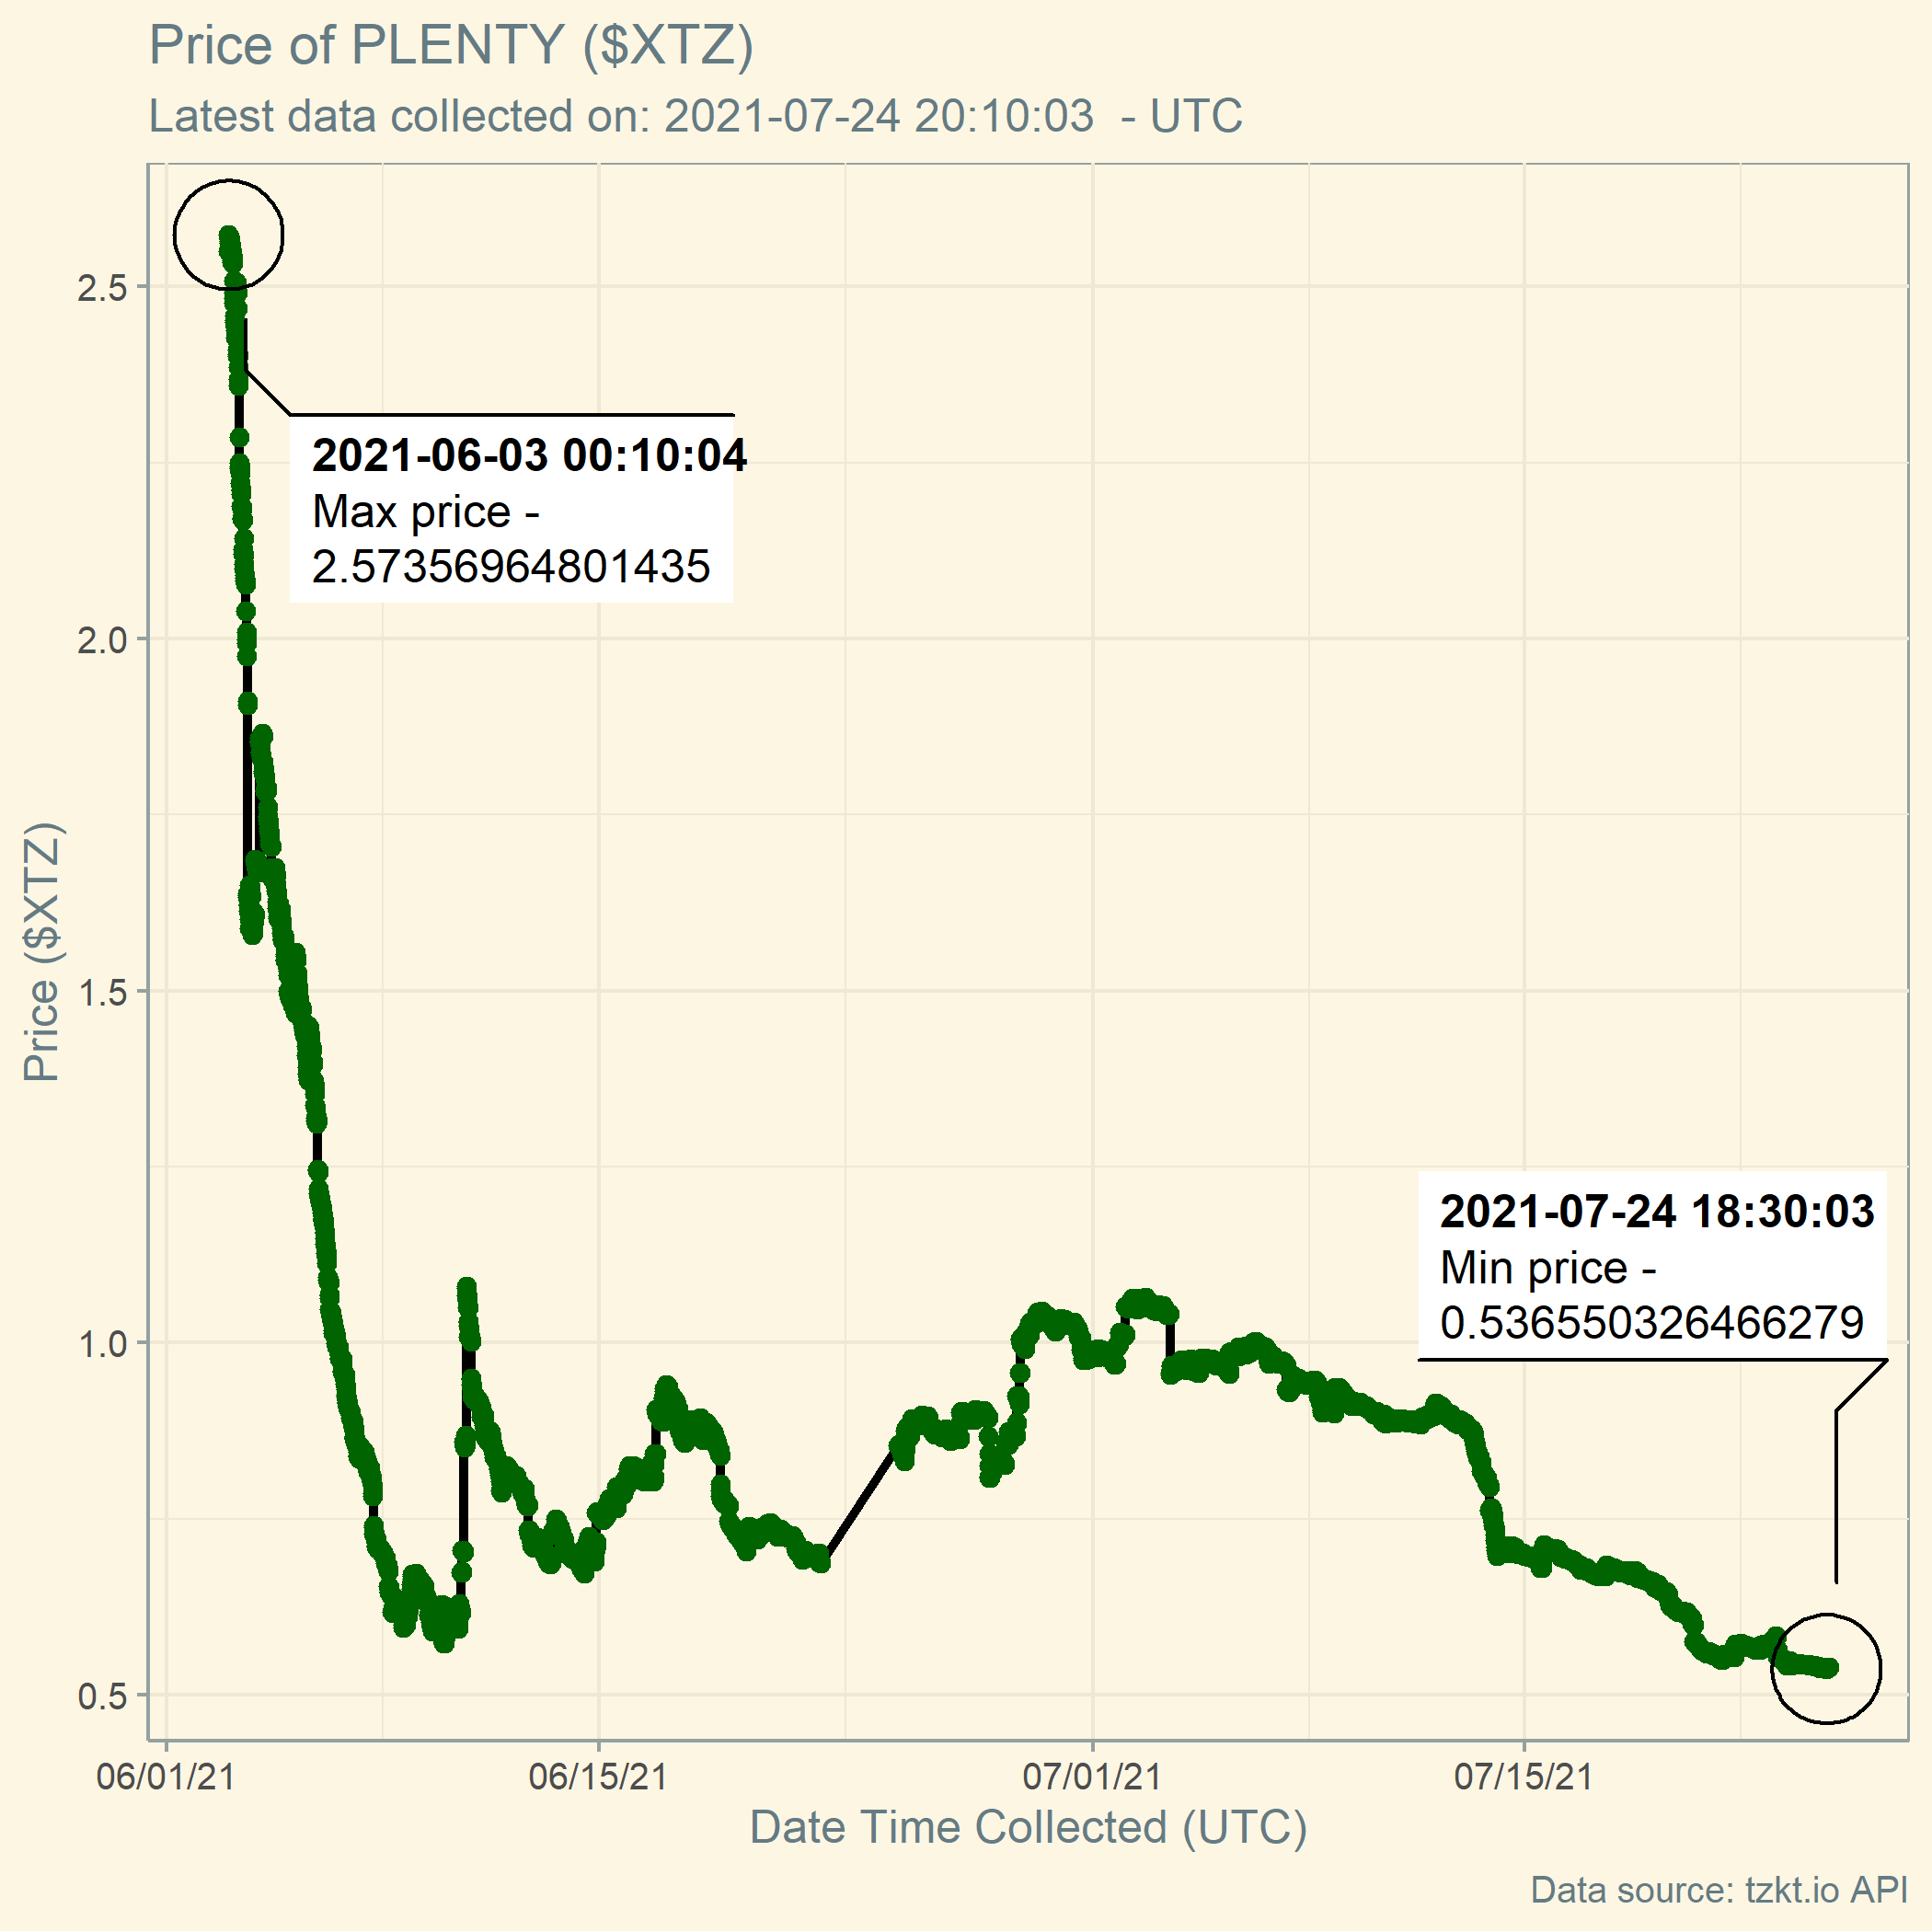 Price of PLENTY ($XTZ)
Latest data collected on: 2021-07-24 20:10:03  - UTC
2.5
2.0
1.5
1.0
0.5
Price ($XTZ)
2021-06-03 00:10:04
Max price -
2.57356964801435
2021-07-24 18:30:03
Min price -
0.536550326466279
06/01/21
06/15/21
07/01/21
07/15/21
Date Time Collected (UTC)
Data source: tzkt.io API